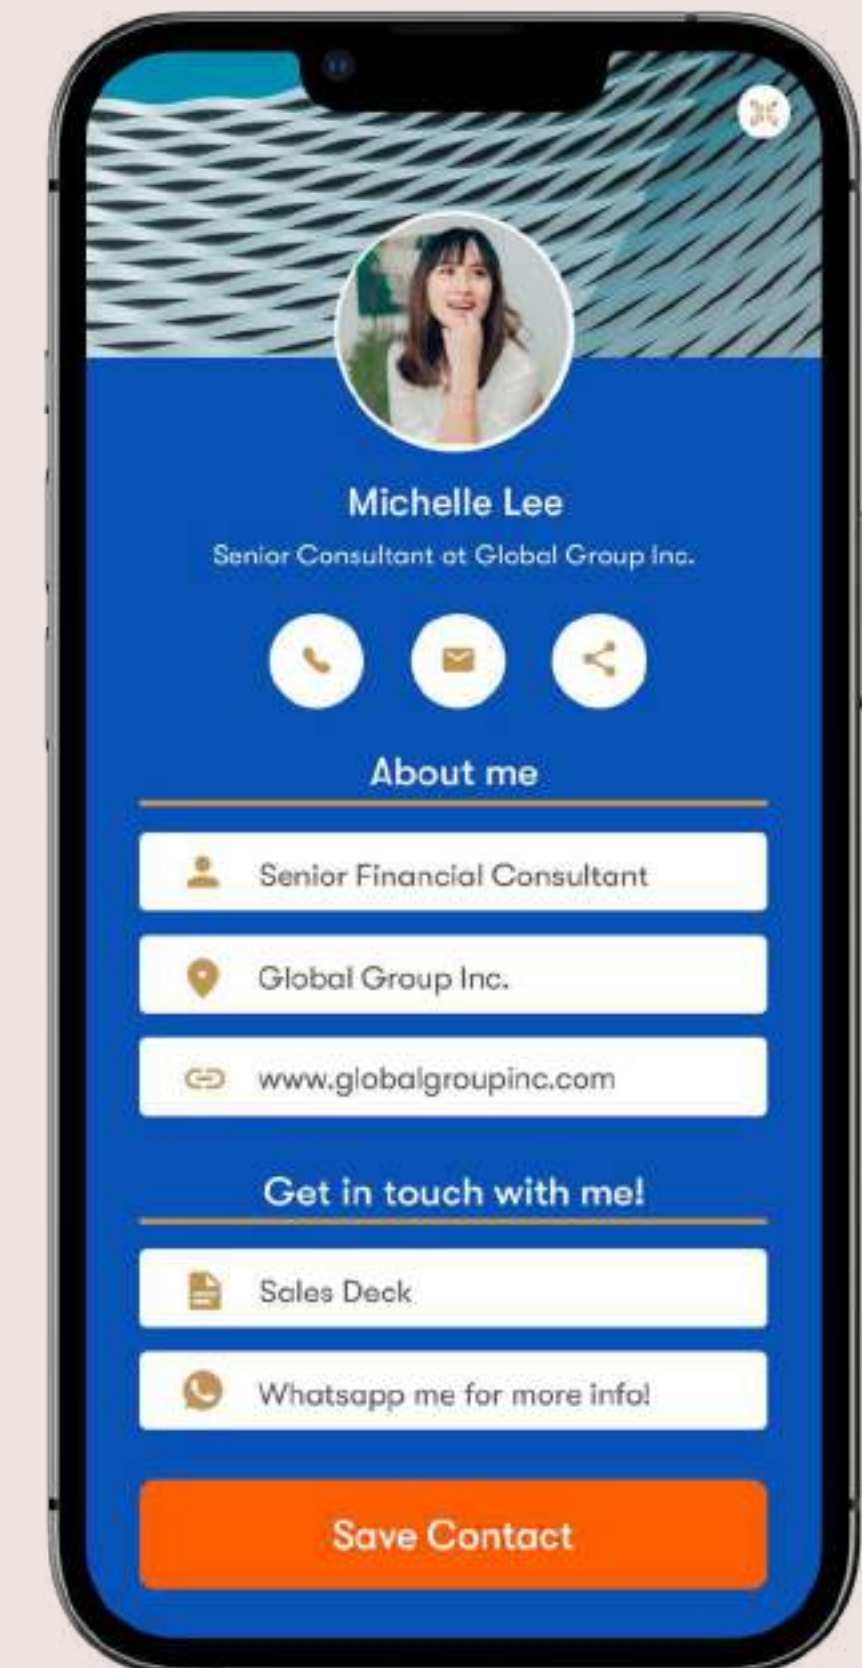 Michelle Lee
Senior Consultant at Global Group Inc.
About me
Senior Financial Consultant
Global Group Inc.
www.globalgroupinc.com
Get in touch with me!
Sales Deck
Whatsapp me for more info!
Save Contact